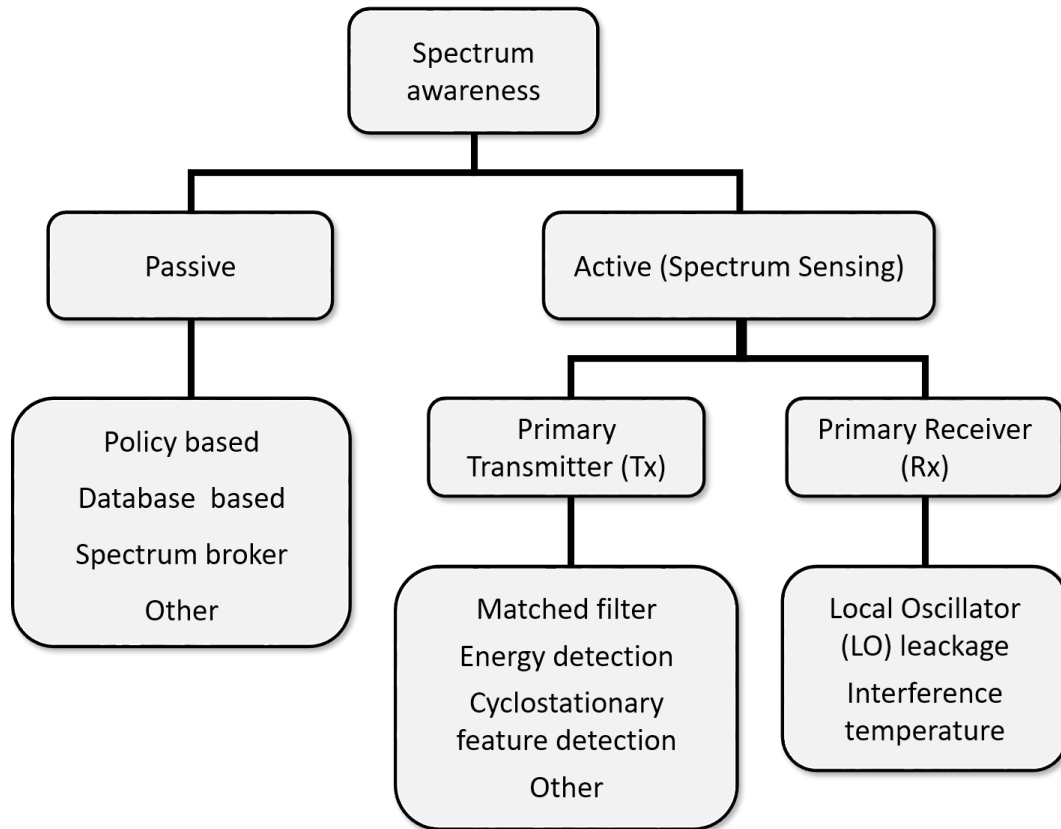 Spectrum
awareness
Passive
Active (Spectrum Sensing)
Policy based
Database  based
Spectrum broker
Other
Primary
Transmitter (Tx)
Primary Receiver
(Rx)
Matched filter
Energy detection
Cyclostationary
feature detection
Other
Local Oscillator
(LO) leackage
Interference
temperature